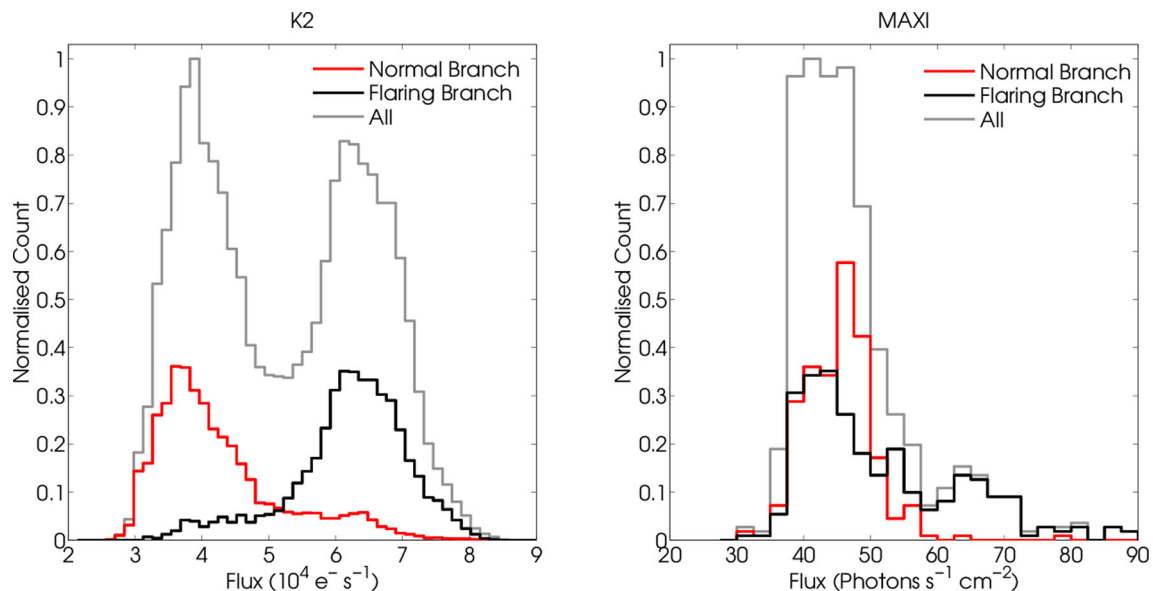 K2
1
0.9
0.8
0.7
0.6
0.5
0.4
0.3
0.2
0.1
0
Normalised Count
Normal Branch
Flaring Branch
All
2 3 4 5 6 7 8 9
Flux (10⁴ e⁻ s⁻¹)
MAXI
1
0.9
0.8
0.7
0.6
0.5
0.4
0.3
0.2
0.1
0
Normalised Count
Normal Branch
Flaring Branch
All
20 30 40 50 60 70 80 90
Flux (Photons s⁻¹ cm⁻²)